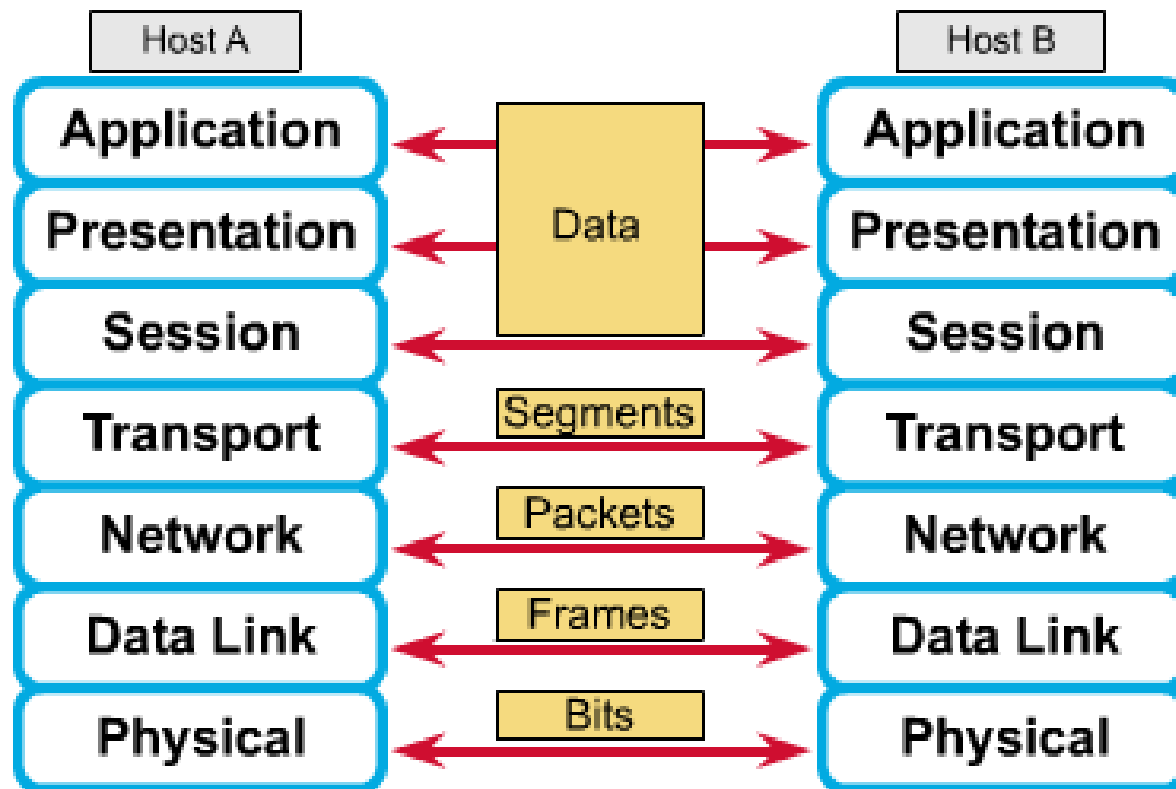 Host A
Host B
Application
Application
Data
Presentation
Presentation
Session
Session
Segments
Transport
Transport
Packets
Network
Network
Frames
Data Link
Data Link
Bits
Physical
Physical